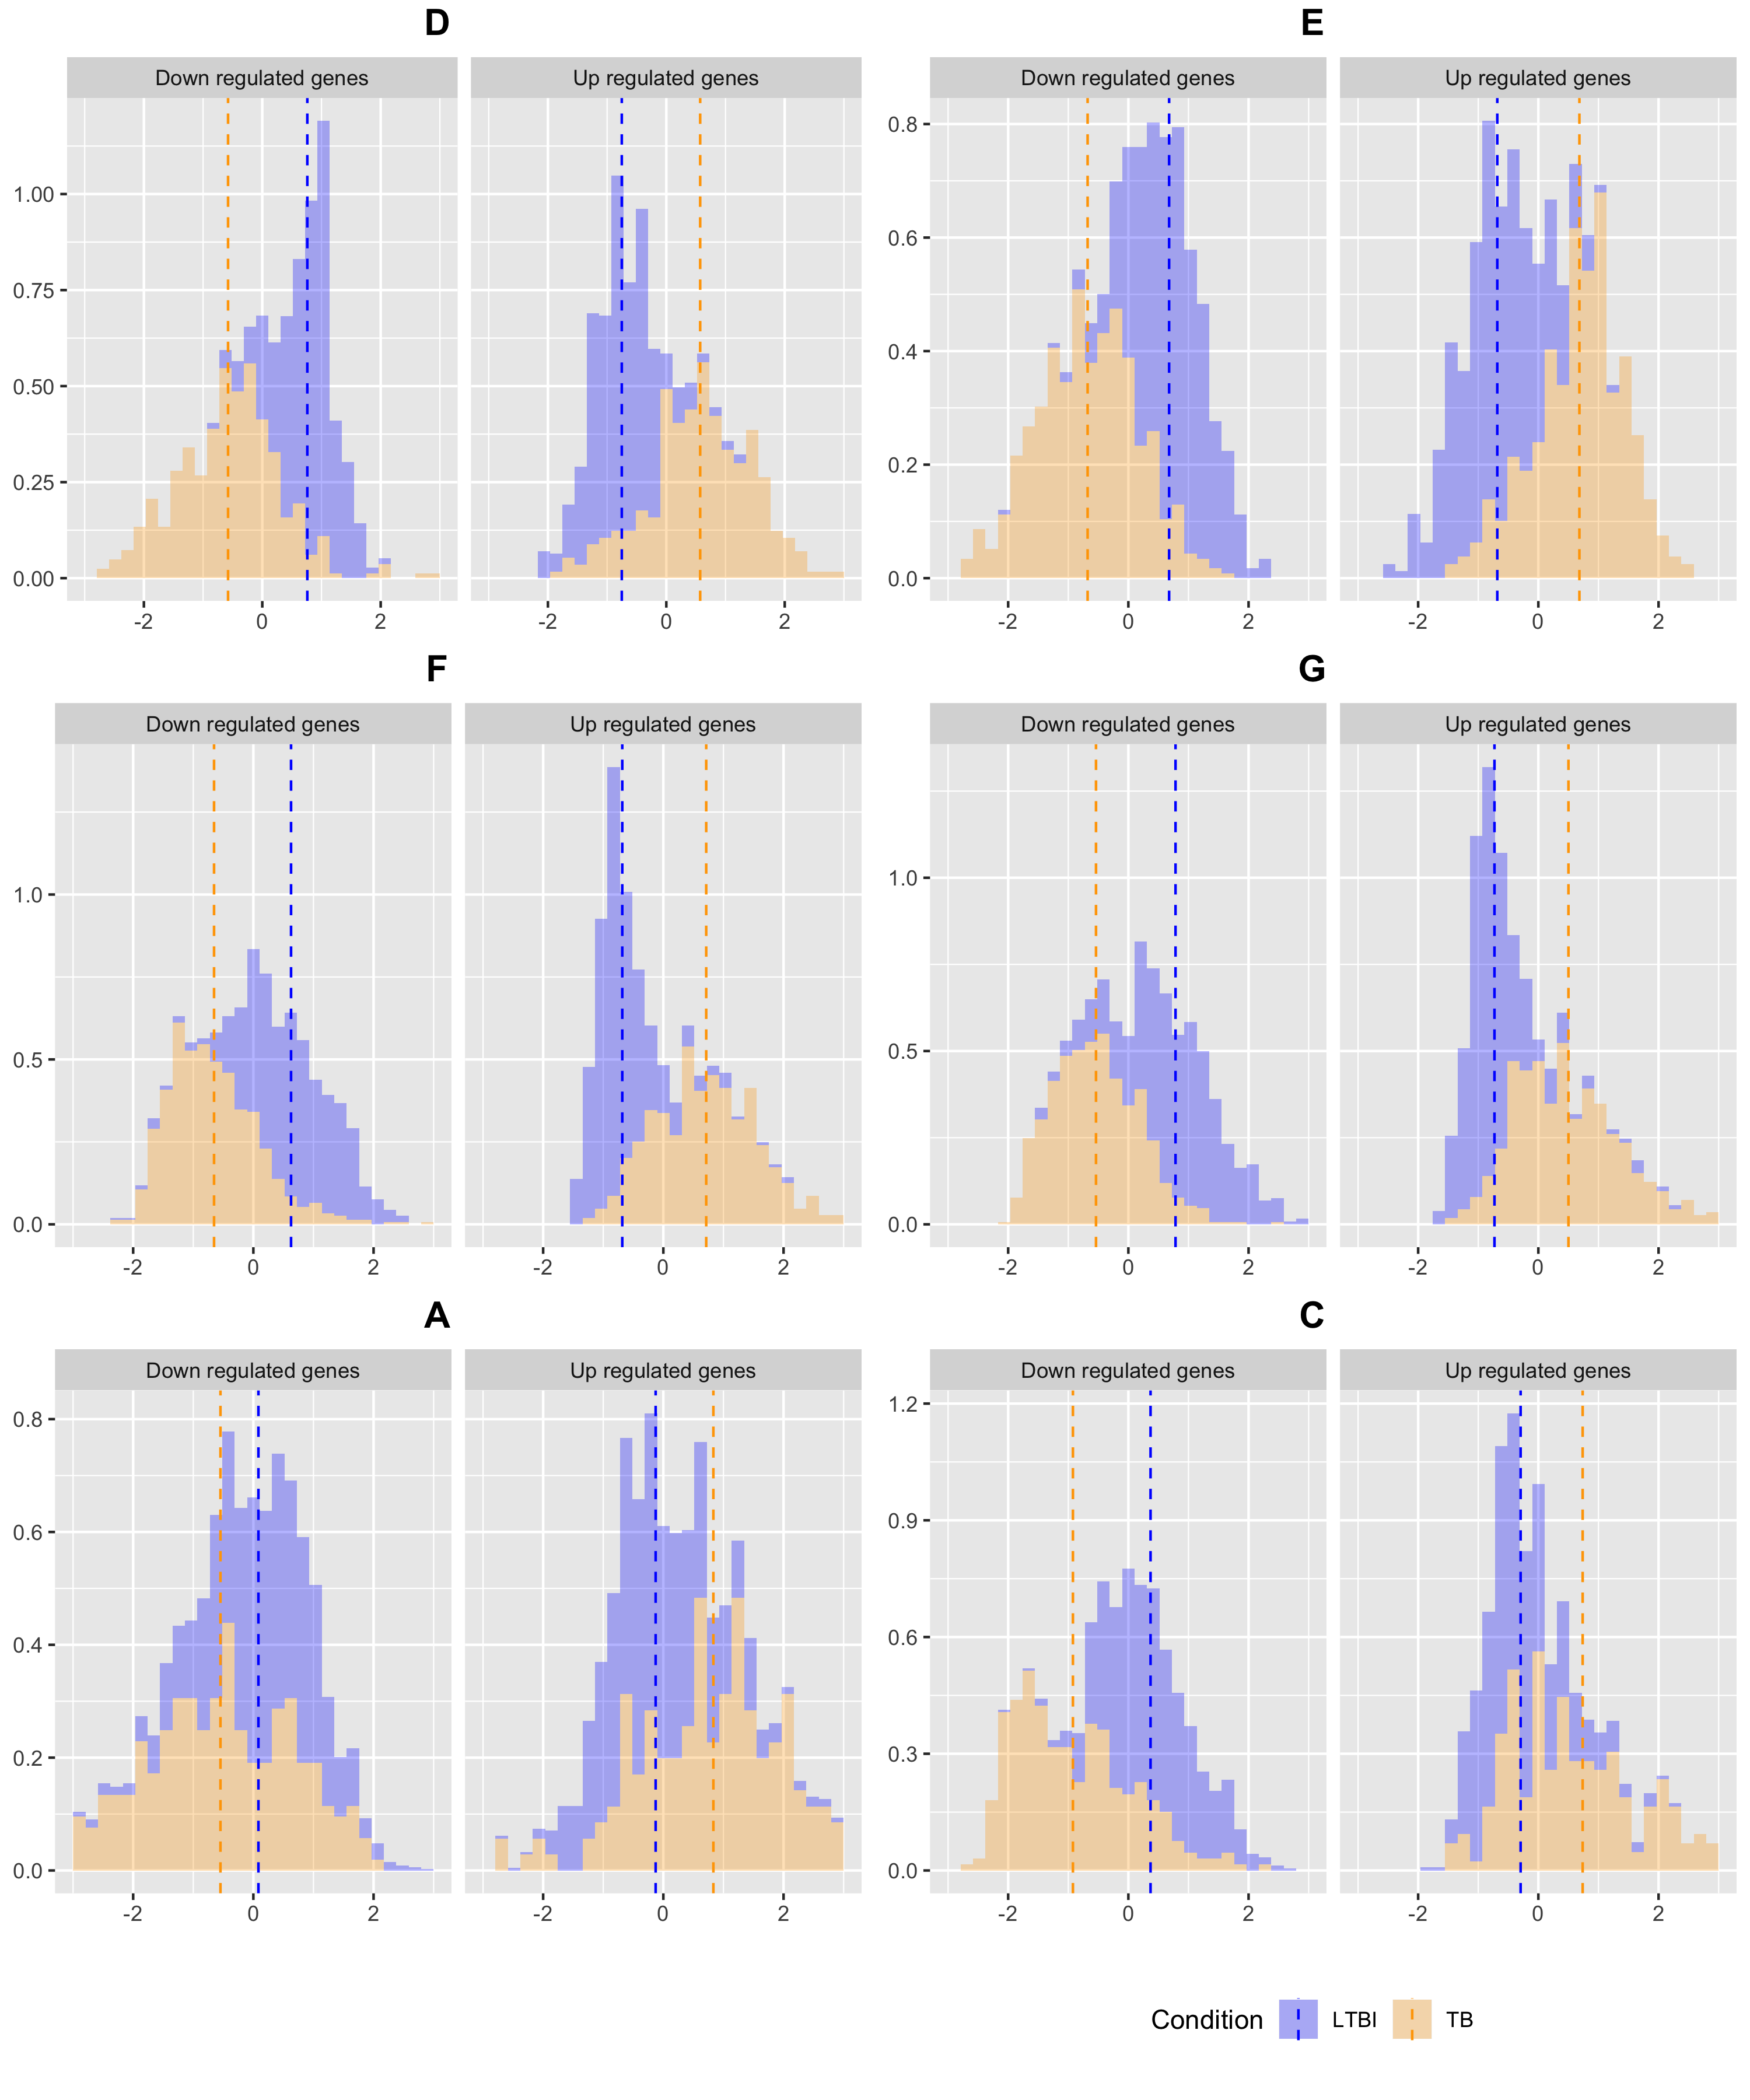 D
E
Down regulated genes
Up regulated genes
Down regulated genes
Up regulated genes
1.00
0.75
0.50
0.25
0.00
0.8
0.6
0.4
0.2
0.0
-2 0 2
-2 0 2
-2 0 2
-2 0 2
F
G
Down regulated genes
Up regulated genes
Down regulated genes
Up regulated genes
1.0
0.5
0.0
1.0
0.5
0.0
-2 0 2
-2 0 2
-2 0 2
-2 0 2
A
C
Down regulated genes
Up regulated genes
Down regulated genes
Up regulated genes
0.8
0.6
0.4
0.2
0.0
1.2
0.9
0.6
0.3
0.0
-2 0 2
-2 0 2
-2 0 2
-2 0 2
Condition LTBI TB